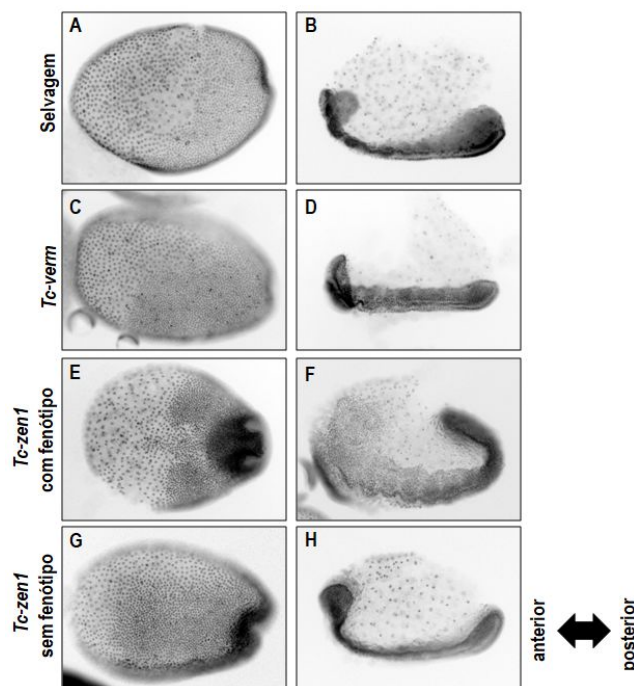 A
B
Selvagem
C
D
Tc-verm
E
F
Tc-zen1
com fenótipo
G
H
Tc-zen1
sem fenótipo
anterior
posterior